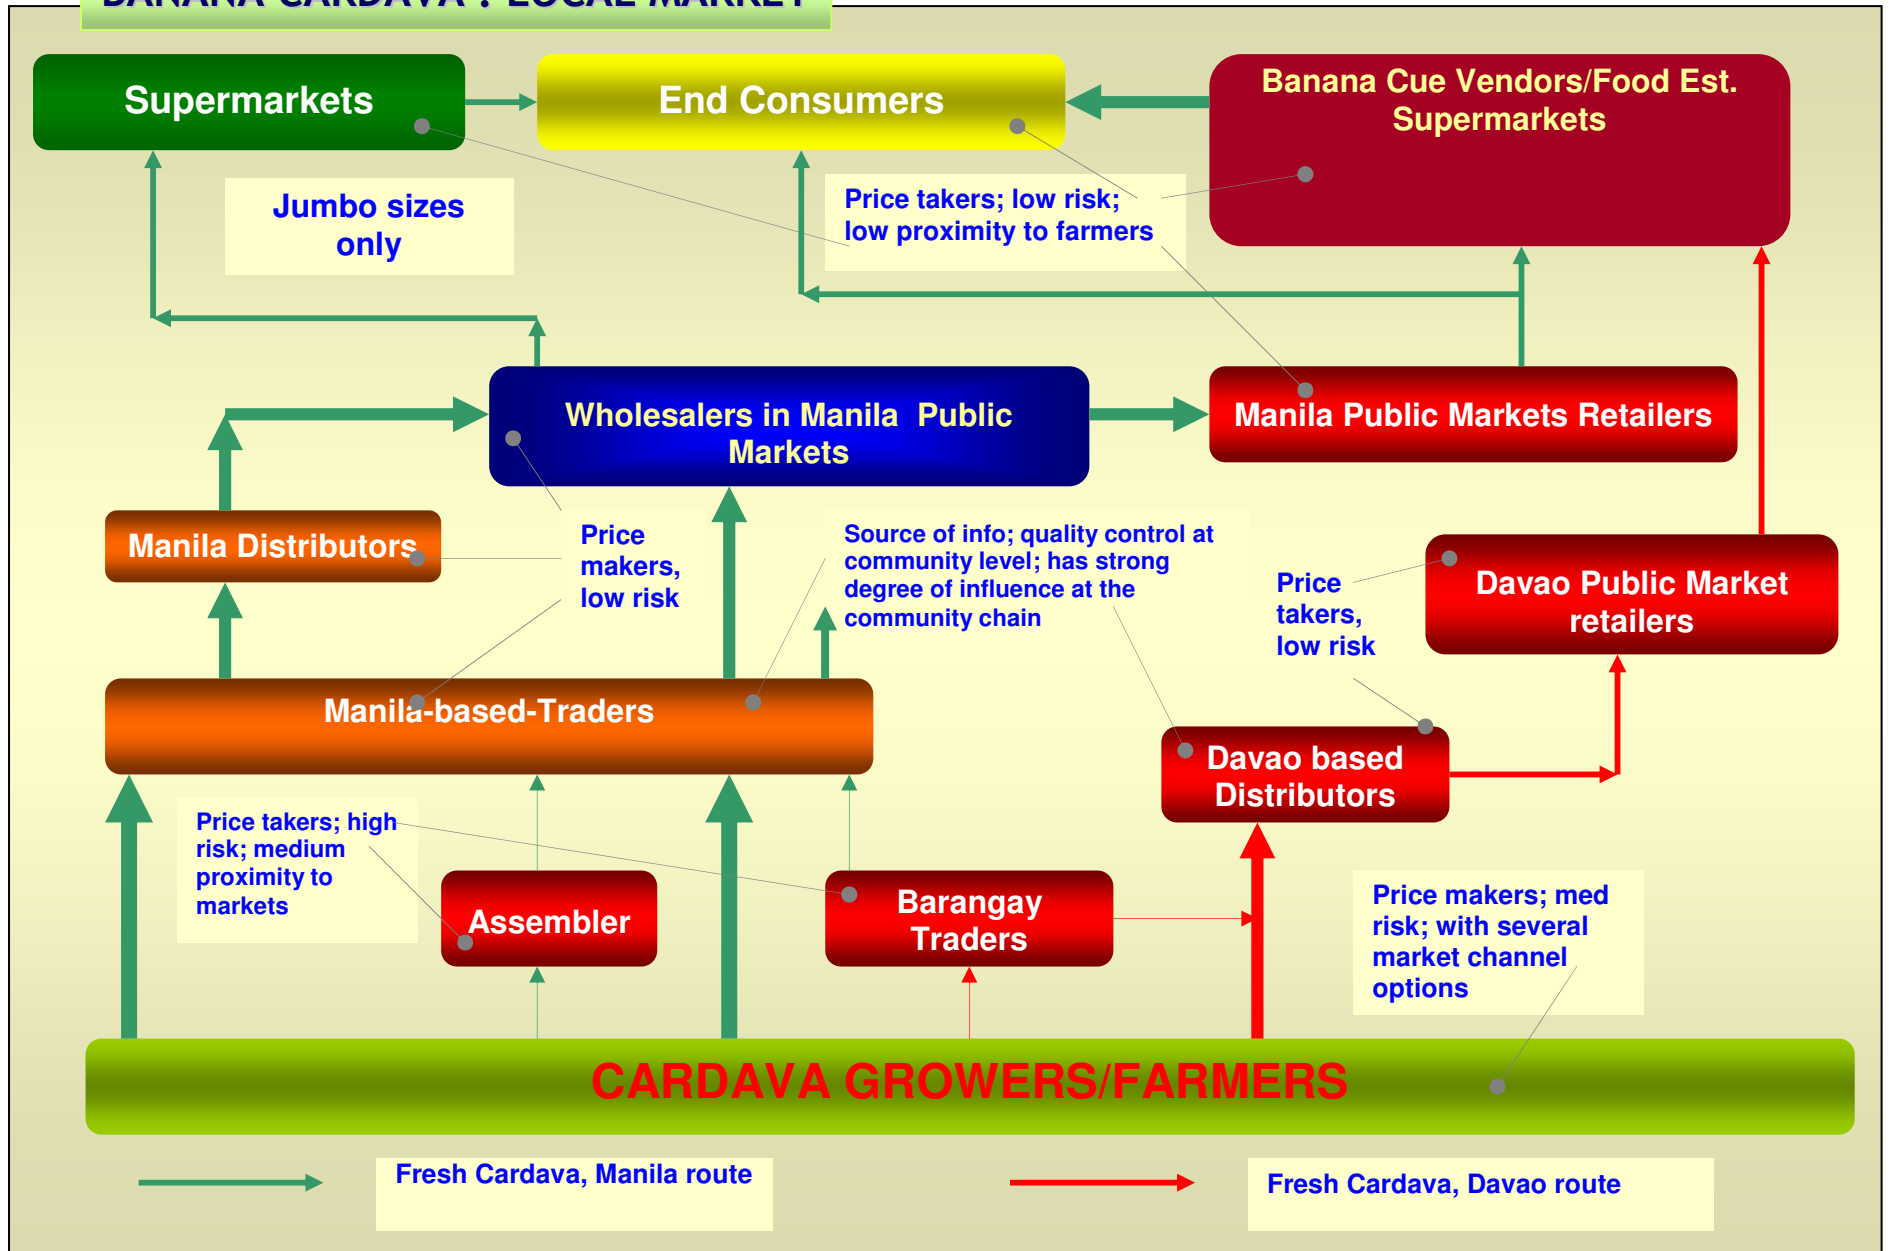 BANANA CARDAVA : LOCAL MARKET
Supermarkets
End Consumers
Banana Cue Vendors/Food Est.
Supermarkets
Jumbo sizes
only
Price takers; low risk;
low proximity to farmers
Wholesalers in Manila  Public
Markets
Manila Public Markets Retailers
Manila Distributors
Price
makers,
low risk
Source of info; quality control at
community level; has strong
degree of influence at the
community chain
Price
takers,
low risk
Davao Public Market
retailers
Manila-based-Traders
Davao based
Distributors
Price takers; high
risk; medium
proximity to
markets
Assembler
Barangay
Traders
Price makers; med
risk; with several
market channel
options
CARDAVA GROWERS/FARMERS
Fresh Cardava, Manila route
Fresh Cardava, Davao route